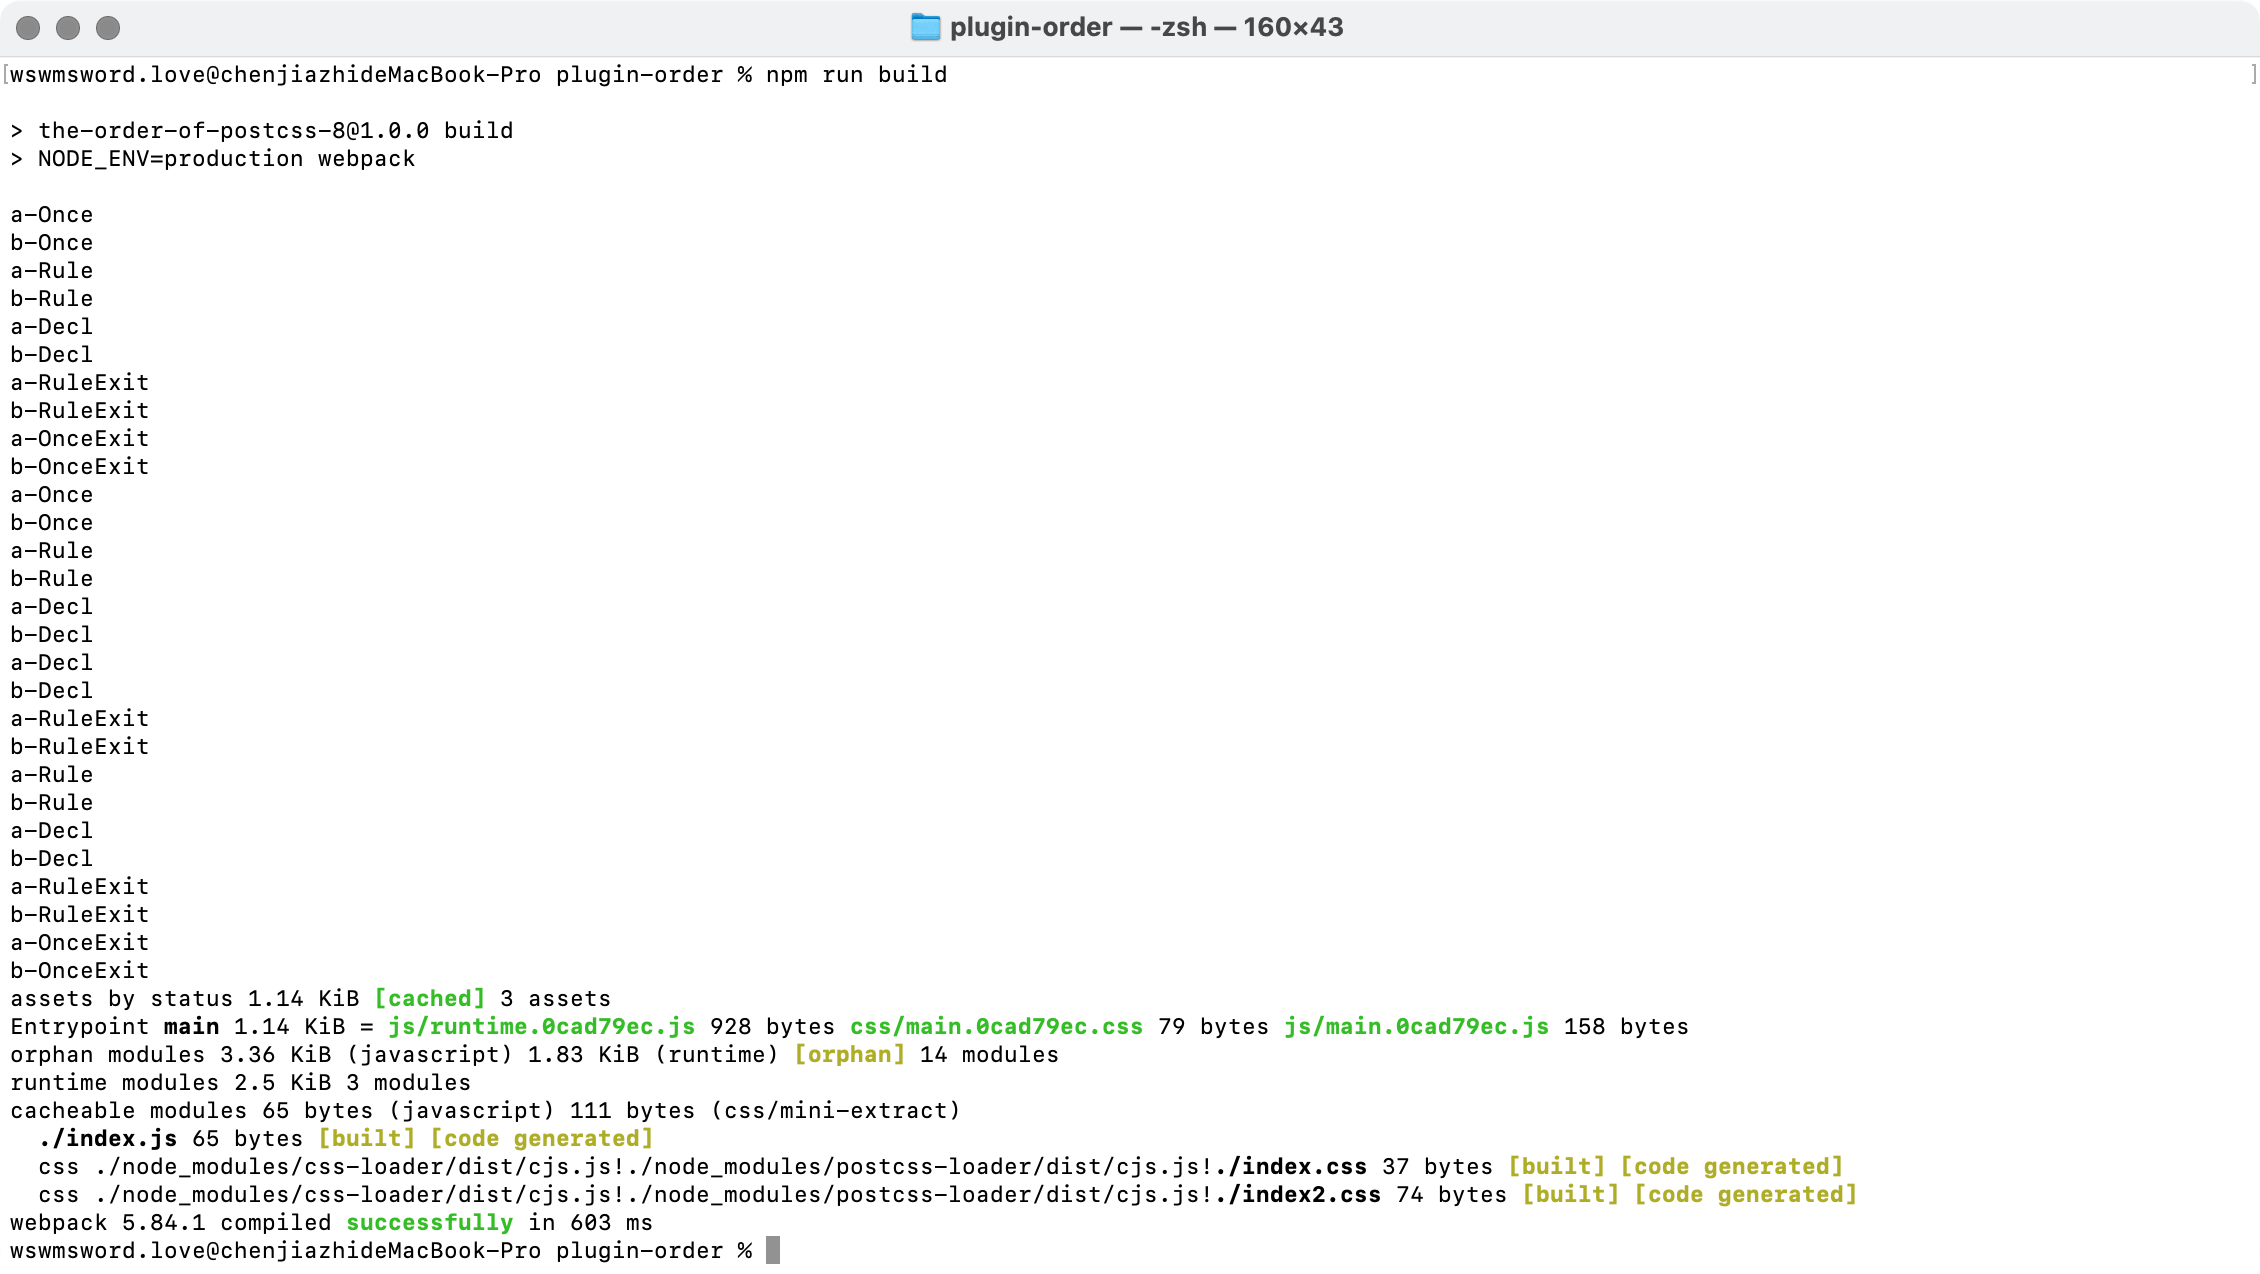 plugin-order — -zsh — 160×43
[wswmsword.love@chenjiazhideMacBook-Pro plugin-order % npm run build ]
> the-order-of-postcss-8@1.0.0 build
> NODE_ENV=production webpack
a-Once
b-Once
a-Rule
b-Rule
a-Decl
b-Decl
a-RuleExit
b-RuleExit
a-OnceExit
b-OnceExit
a-Once
b-Once
a-Rule
b-Rule
a-Decl
b-Decl
a-Decl
b-Decl
a-RuleExit
b-RuleExit
a-Rule
b-Rule
a-Decl
b-Decl
a-RuleExit
b-RuleExit
a-OnceExit
b-OnceExit
assets by status 1.14 KiB [cached] 3 assets
Entrypoint main 1.14 KiB = js/runtime.0cad79ec.js 928 bytes css/main.0cad79ec.css 79 bytes js/main.0cad79ec.js 158 bytes
orphan modules 3.36 KiB (javascript) 1.83 KiB (runtime) [orphan] 14 modules
runtime modules 2.5 KiB 3 modules
cacheable modules 65 bytes (javascript) 111 bytes (css/mini-extract)
  ./index.js 65 bytes [built] [code generated]
  css ./node_modules/css-loader/dist/cjs.js!./node_modules/postcss-loader/dist/cjs.js!./index.css 37 bytes [built] [code generated]
  css ./node_modules/css-loader/dist/cjs.js!./node_modules/postcss-loader/dist/cjs.js!./index2.css 74 bytes [built] [code generated]
webpack 5.84.1 compiled successfully in 603 ms
wswmsword.love@chenjiazhideMacBook-Pro plugin-order %